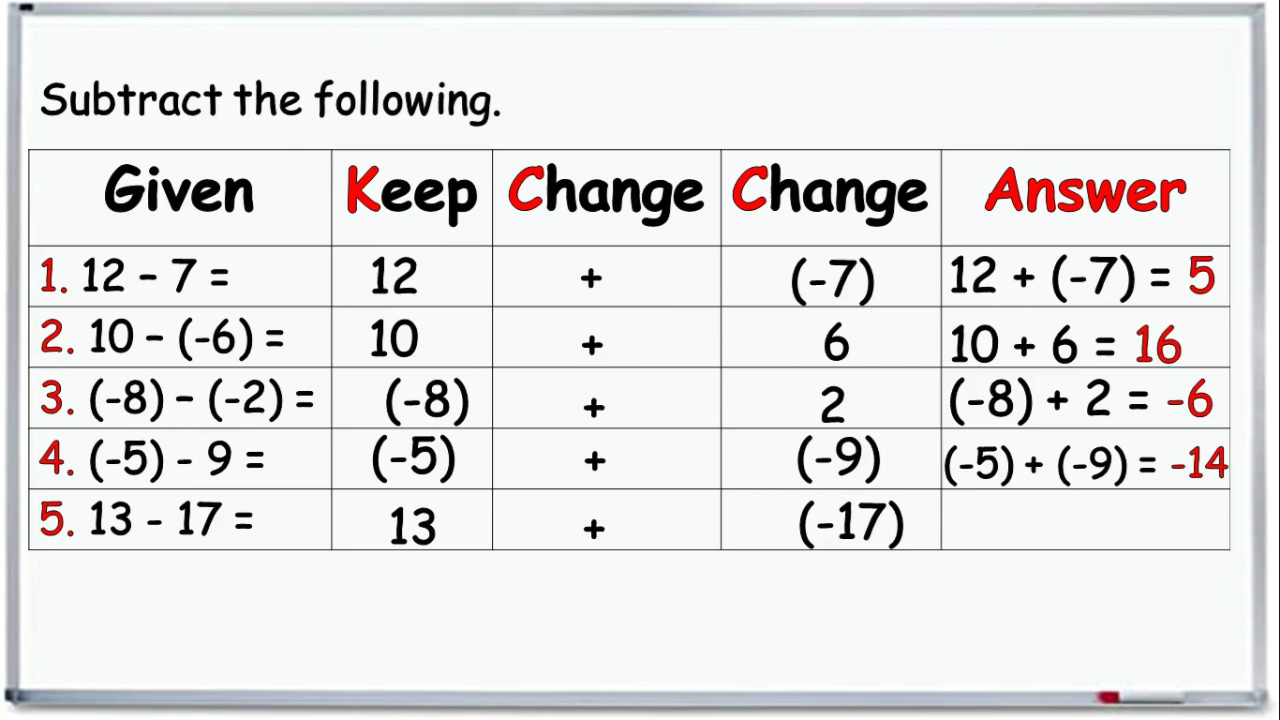 Subtract the following.
Given Keep Change Change Answer
1. 12 – 7 = 12 + (-7) 12 + (-7) = 5
2. 10 – (-6) = 10 + 6 10 + 6 = 16
3. (-8) – (-2) = (-8) + 2 (-8) + 2 = -6
4. (-5) - 9 = (-5) + (-9) (-5) + (-9) = -14
5. 13 - 17 = 13 + (-17)